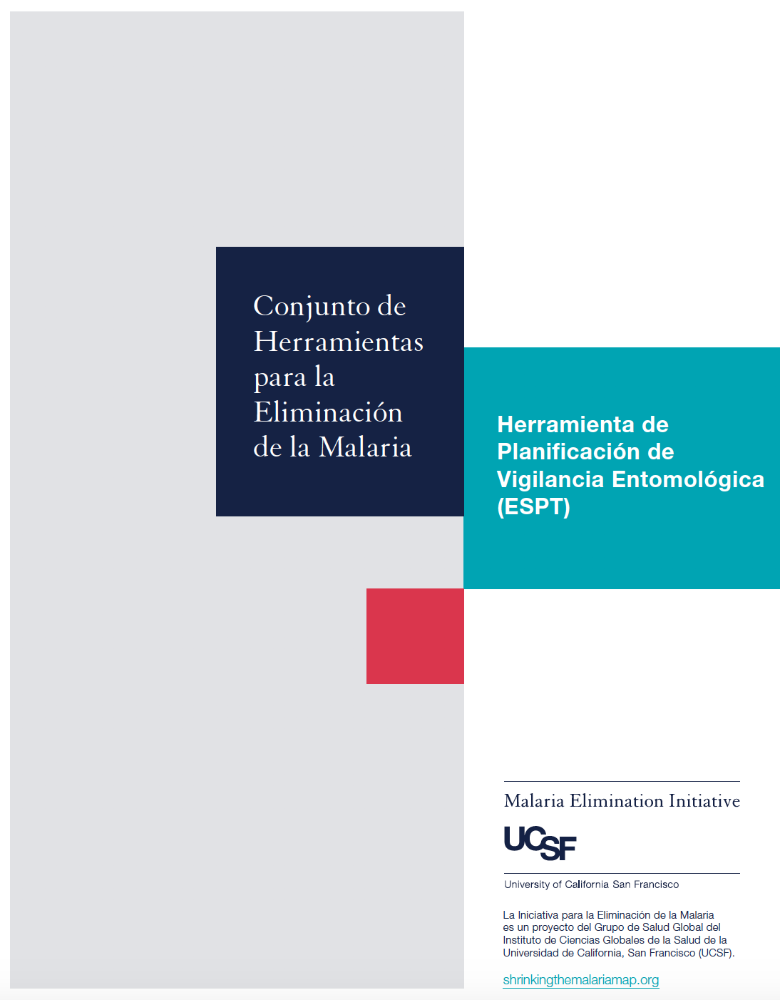 Conjunto de
Herramientas
para la
Eliminación
de la Malaria
Herramienta de
Planificación de
Vigilancia Entomológica
(ESPT)
Malaria Elimination Initiative
UCSF
University of California San Francisco
La Iniciativa para la Eliminación de la Malaria
es un proyecto del Grupo de Salud Global del
Instituto de Ciencias Globales de la Salud de la
Universidad de California, San Francisco (UCSF).
shrinkingthemalariamap.org